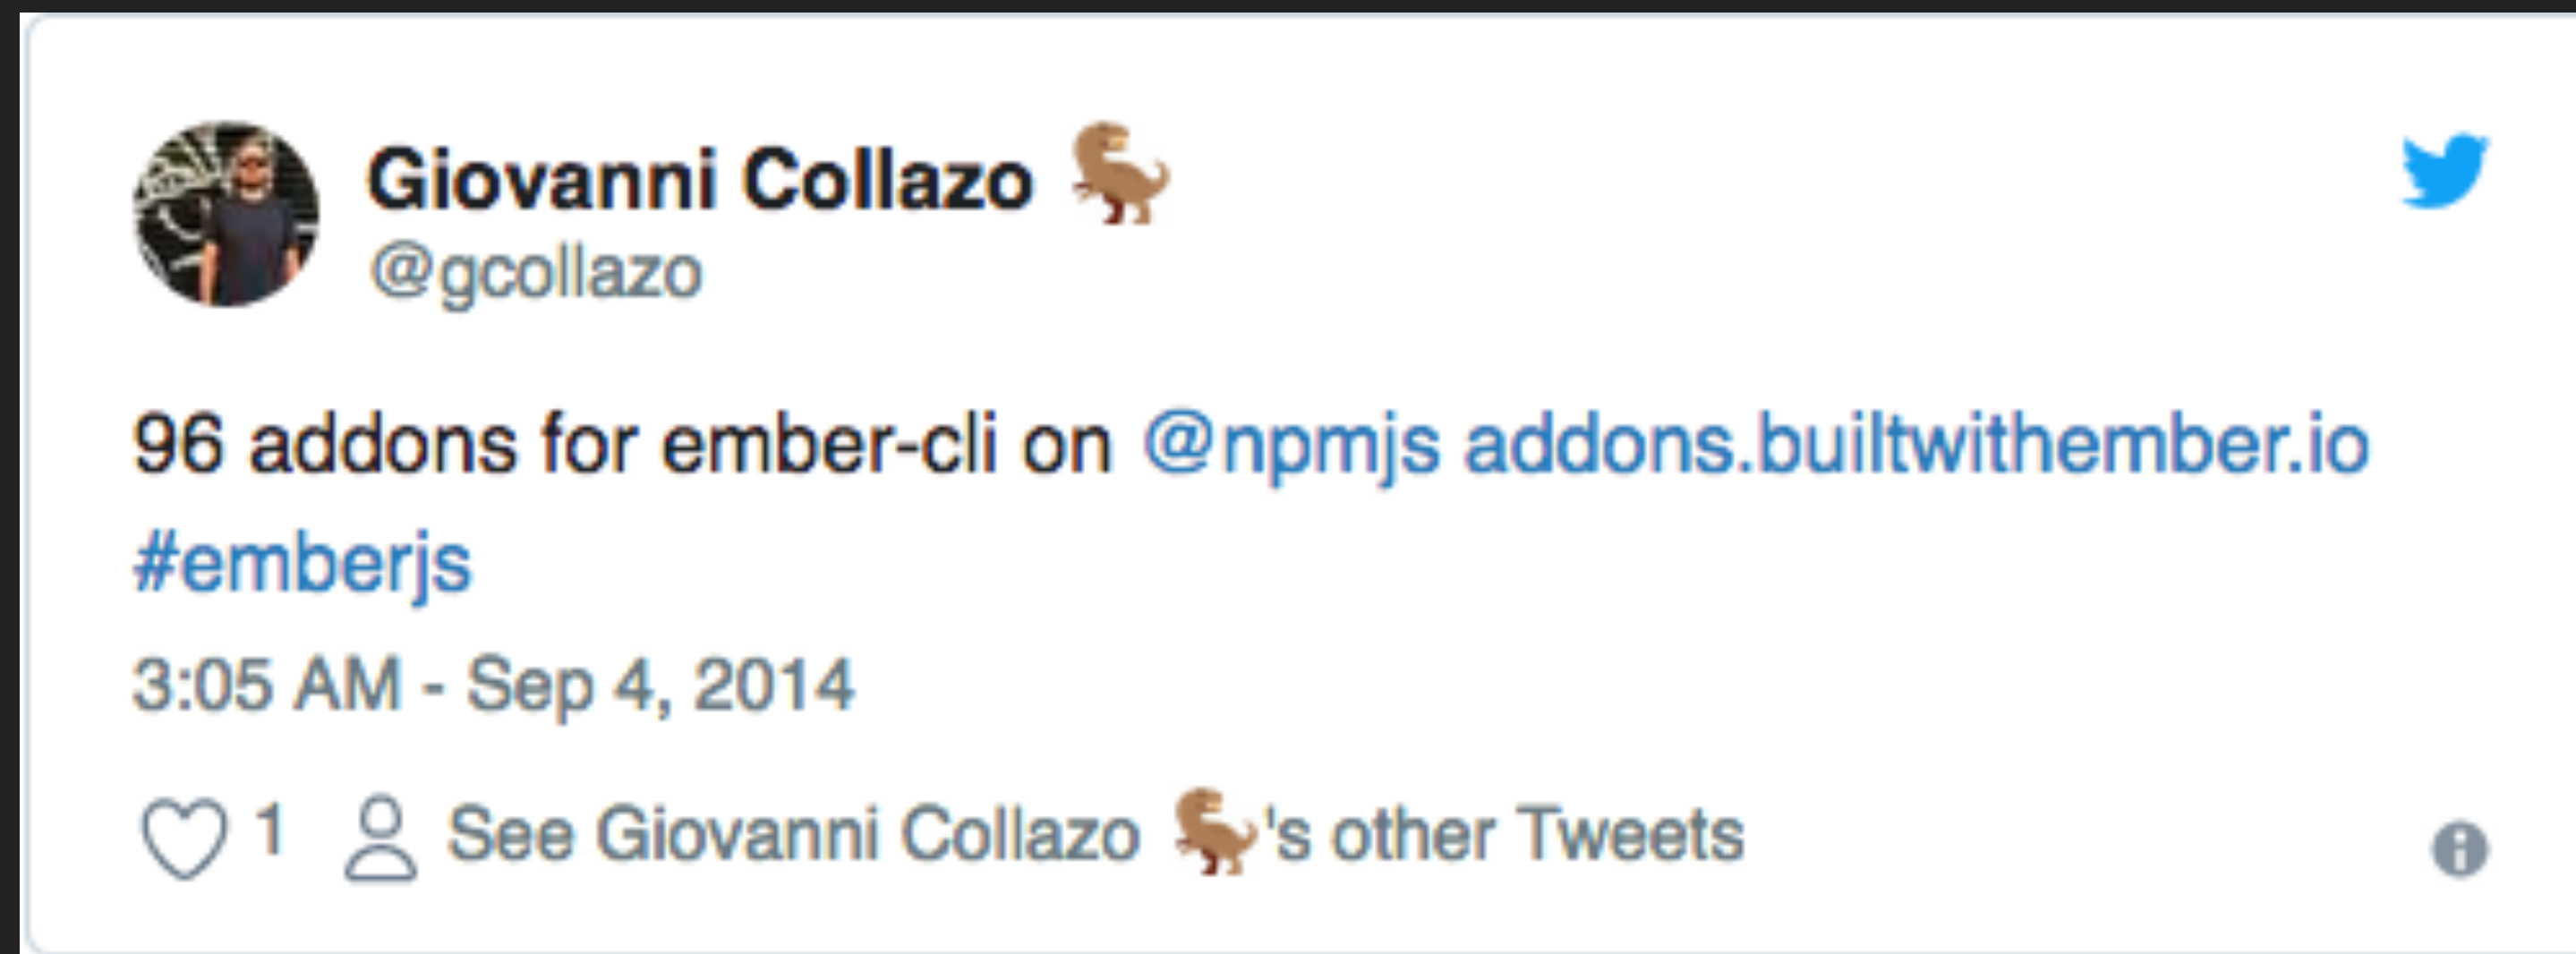 Giovanni Collazo 🦖
@gcollazo
96 addons for ember-cli on @npmjs addons.builtwithember.io
#emberjs
3:05 AM - Sep 4, 2014
1 See Giovanni Collazo 🦖's other Tweets